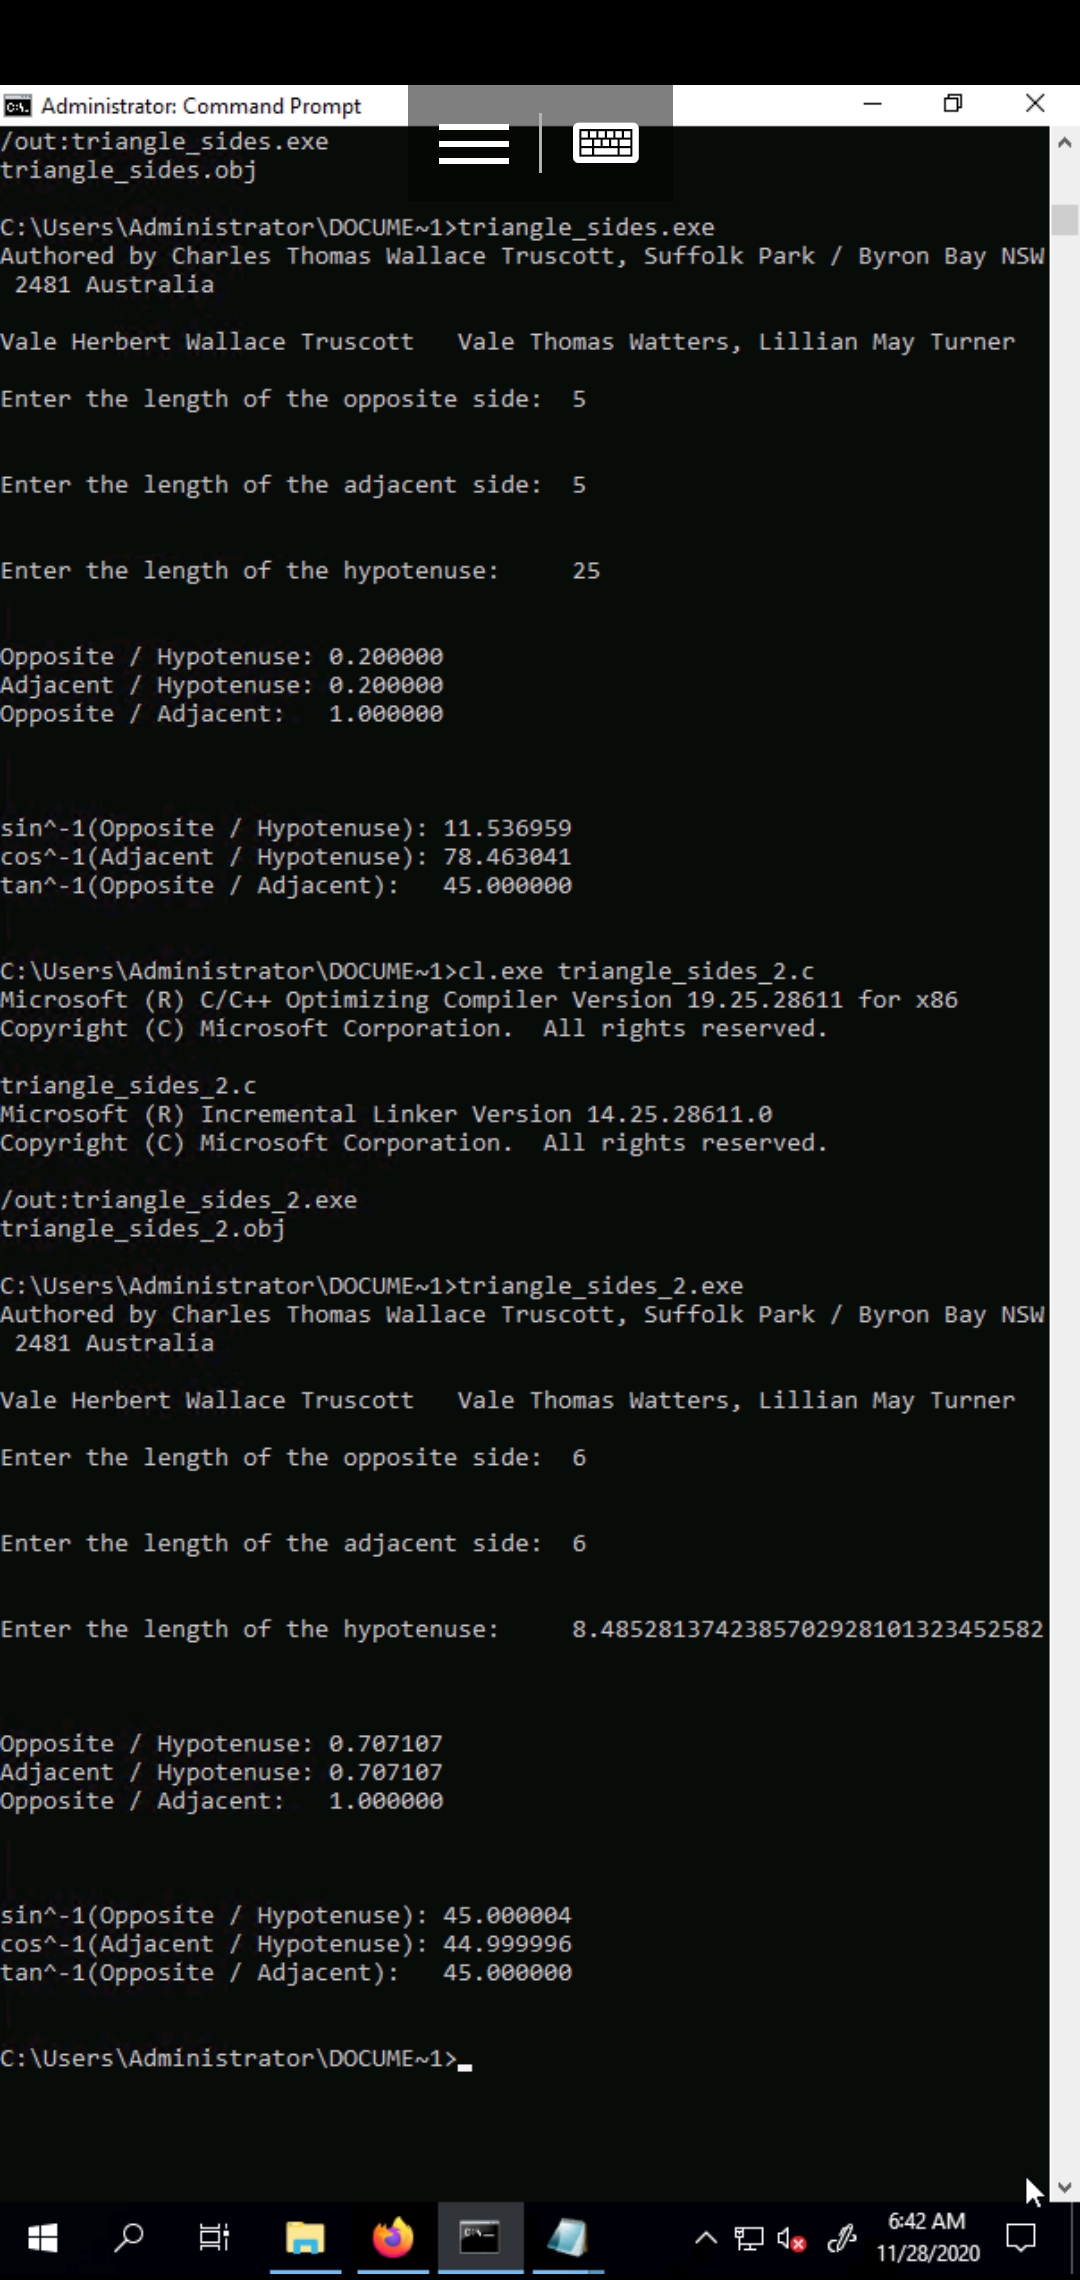 Administrator: Command Prompt
/out:triangle_sides.exe
triangle_sides.obj
C:\Users\Administrator\DOCUME~1>triangle_sides.exe
Authored by Charles Thomas Wallace Truscott, Suffolk Park / Byron Bay NSW
2481 Australia
Vale Herbert Wallace Truscott   Vale Thomas Watters, Lillian May Turner
Enter the length of the opposite side:  5
Enter the length of the adjacent side:  5
Enter the length of the hypotenuse:     25
Opposite / Hypotenuse: 0.200000
Adjacent / Hypotenuse: 0.200000
Opposite / Adjacent:   1.000000
sin^-1(Opposite / Hypotenuse): 11.536959
cos^-1(Adjacent / Hypotenuse): 78.463041
tan^-1(Opposite / Adjacent):   45.000000
C:\Users\Administrator\DOCUME~1>cl.exe triangle_sides_2.c
Microsoft (R) C/C++ Optimizing Compiler Version 19.25.28611 for x86
Copyright (C) Microsoft Corporation.  All rights reserved.
triangle_sides_2.c
Microsoft (R) Incremental Linker Version 14.25.28611.0
Copyright (C) Microsoft Corporation.  All rights reserved.
/out:triangle_sides_2.exe
triangle_sides_2.obj
C:\Users\Administrator\DOCUME~1>triangle_sides_2.exe
Authored by Charles Thomas Wallace Truscott, Suffolk Park / Byron Bay NSW
2481 Australia
Vale Herbert Wallace Truscott   Vale Thomas Watters, Lillian May Turner
Enter the length of the opposite side:  6
Enter the length of the adjacent side:  6
Enter the length of the hypotenuse:     8.4852813742385702928101323452582
Opposite / Hypotenuse: 0.707107
Adjacent / Hypotenuse: 0.707107
Opposite / Adjacent:   1.000000
sin^-1(Opposite / Hypotenuse): 45.000004
cos^-1(Adjacent / Hypotenuse): 44.999996
tan^-1(Opposite / Adjacent):   45.000000
C:\Users\Administrator\DOCUME~1>
6:42 AM
11/28/2020